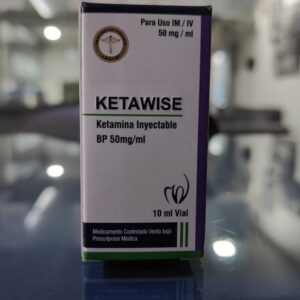 Para Uso IM / IV
50 mg / ml
KETAWISE
Ketamina Inyectable
BP 50mg/ml
10 ml Vial
Medicamento Controlado Venta bajo
Prescripcion Medica